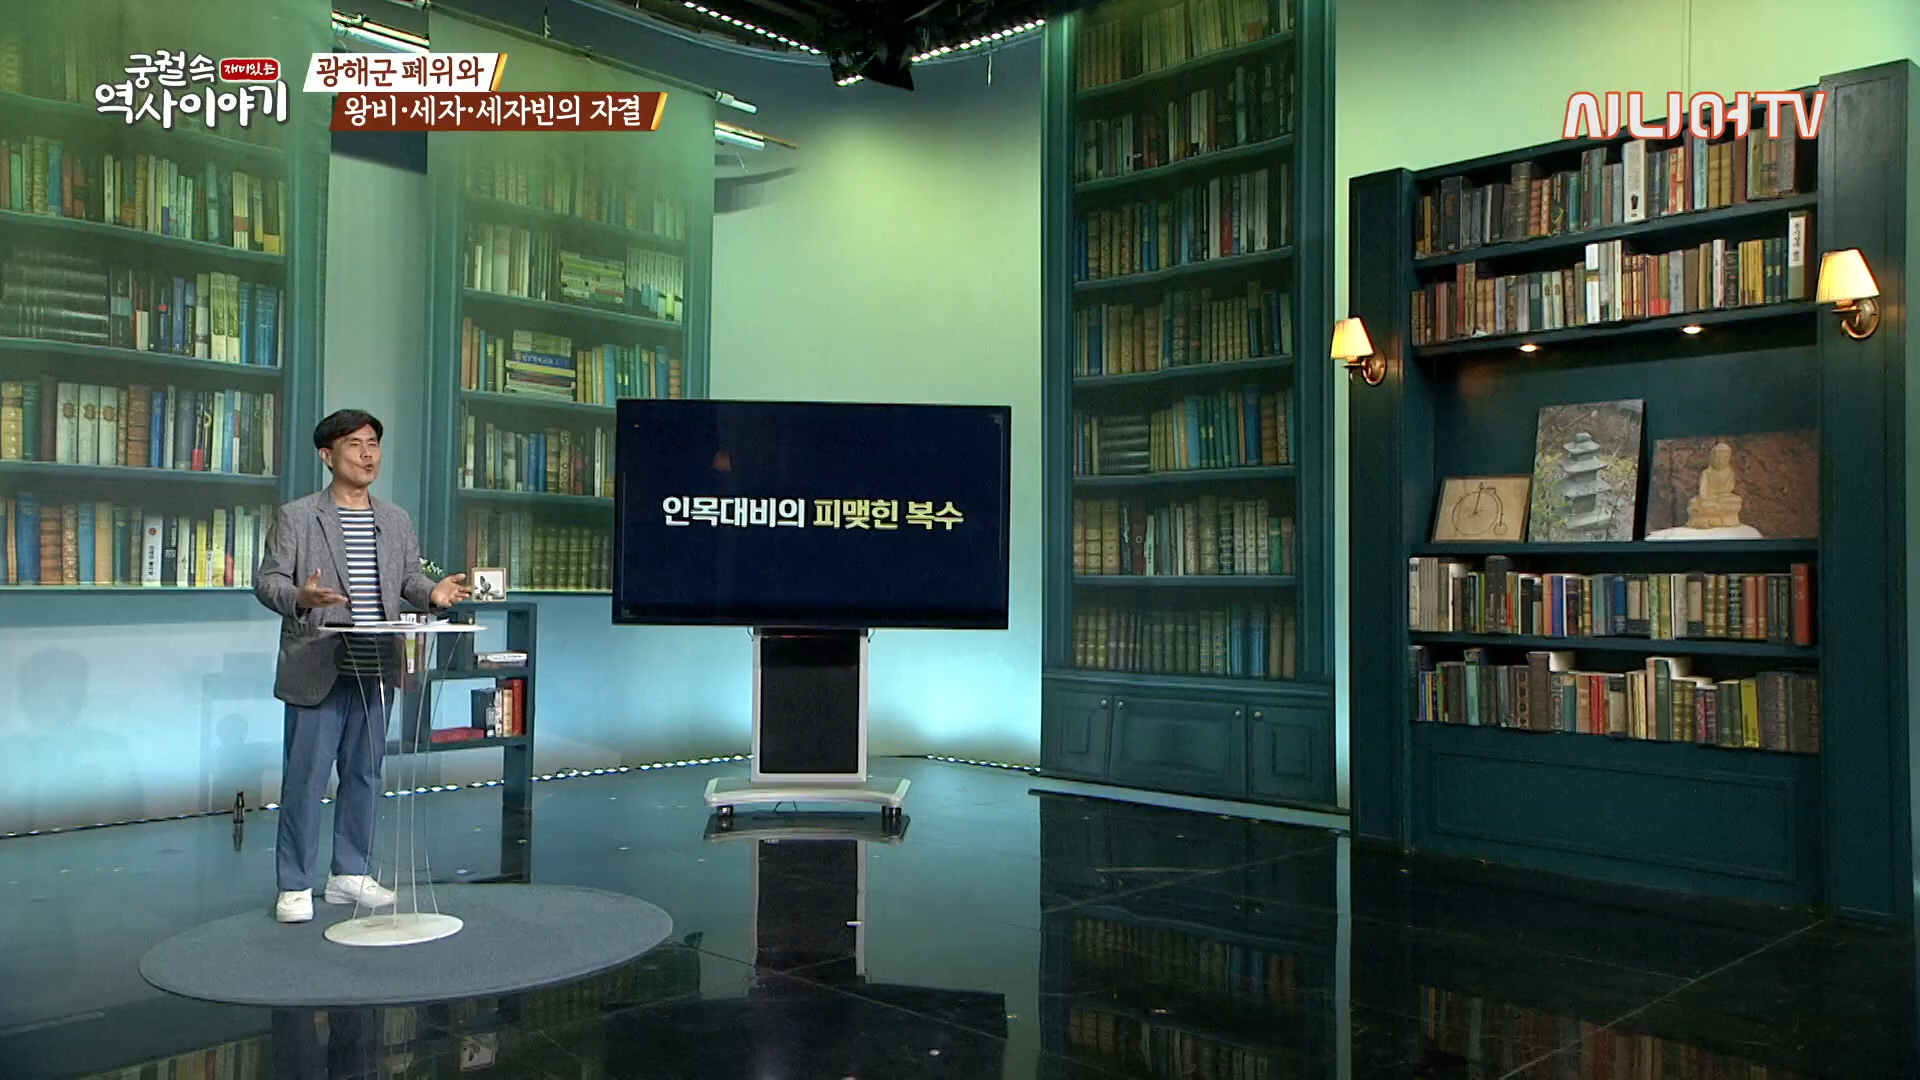 궁궐 속
재미있는
역사이야기
광해군 폐위와
왕비·세자·세자빈의 자결
시니어TV
인목대비의 피맺힌 복수